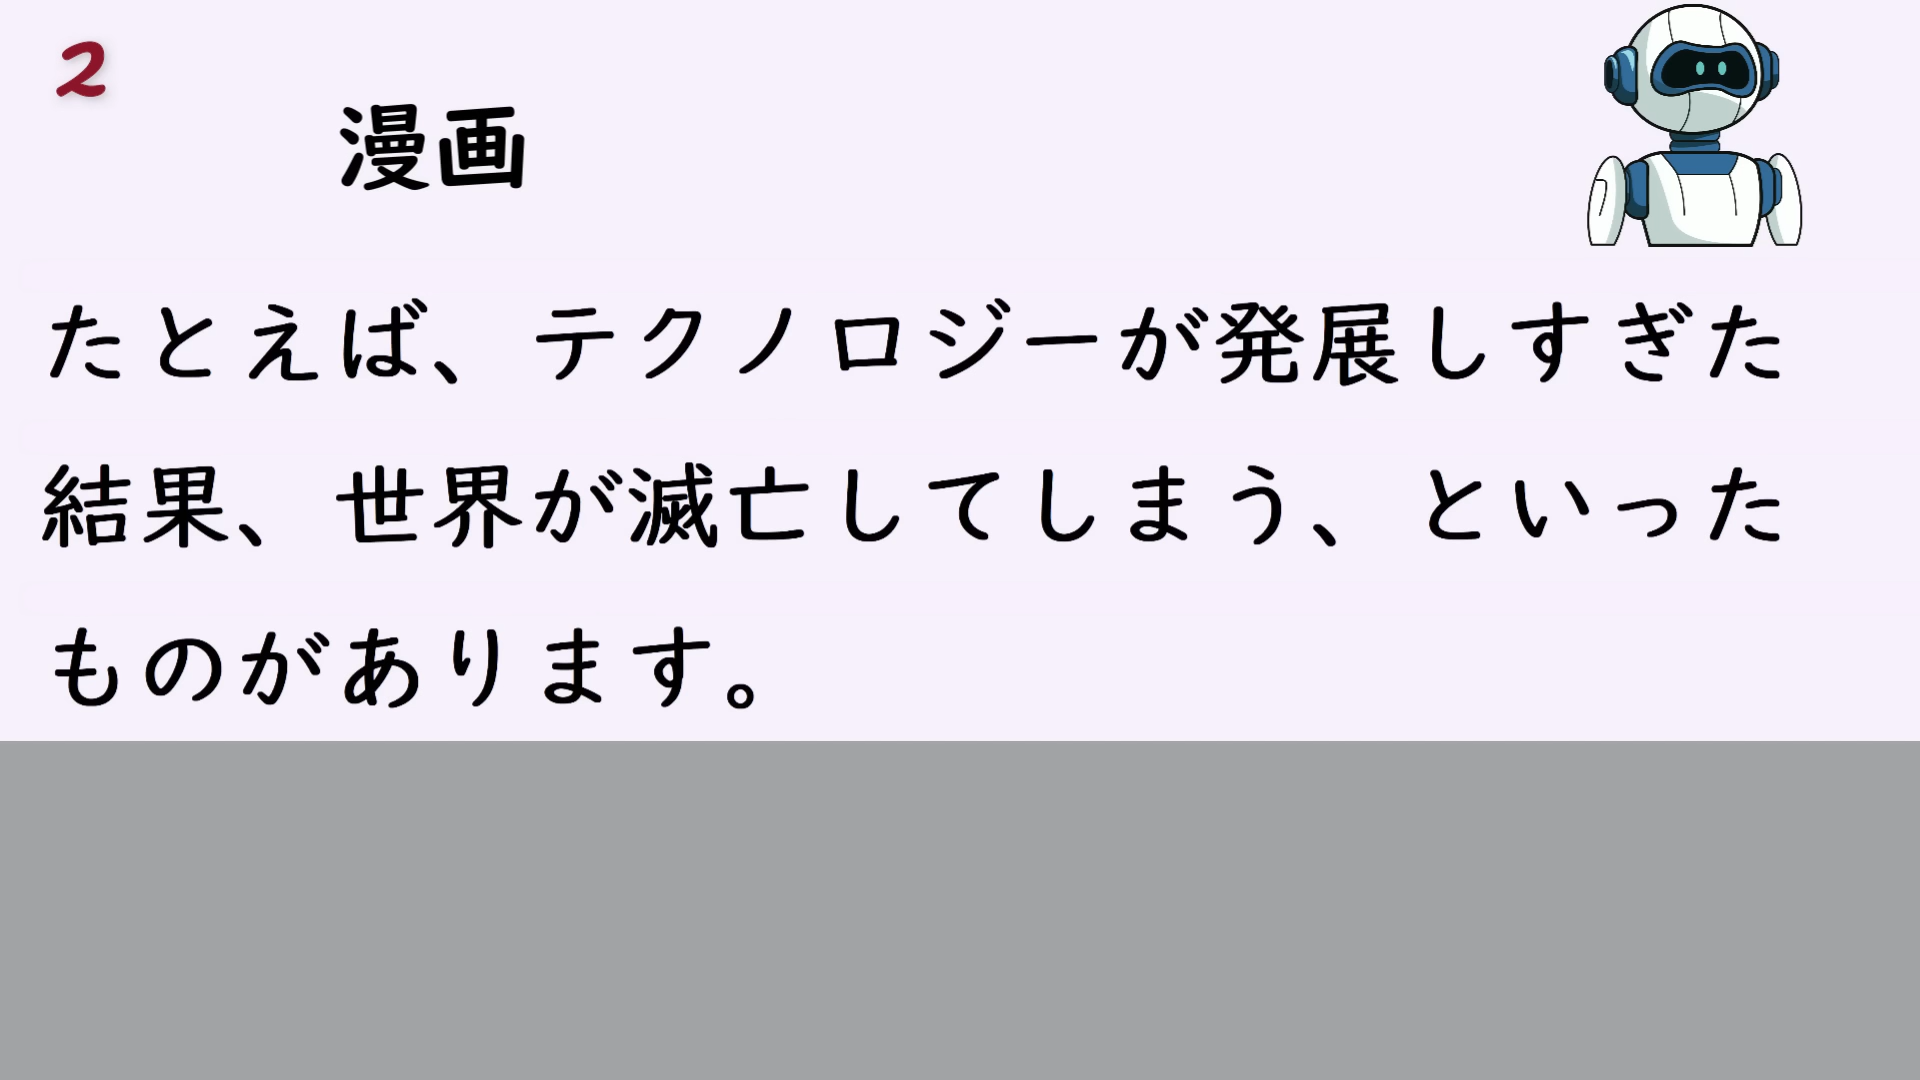 2
漫画
たとえば、テクノロジーが発展しすぎた
結果、世界が滅亡してしまう、といった
ものがあります。